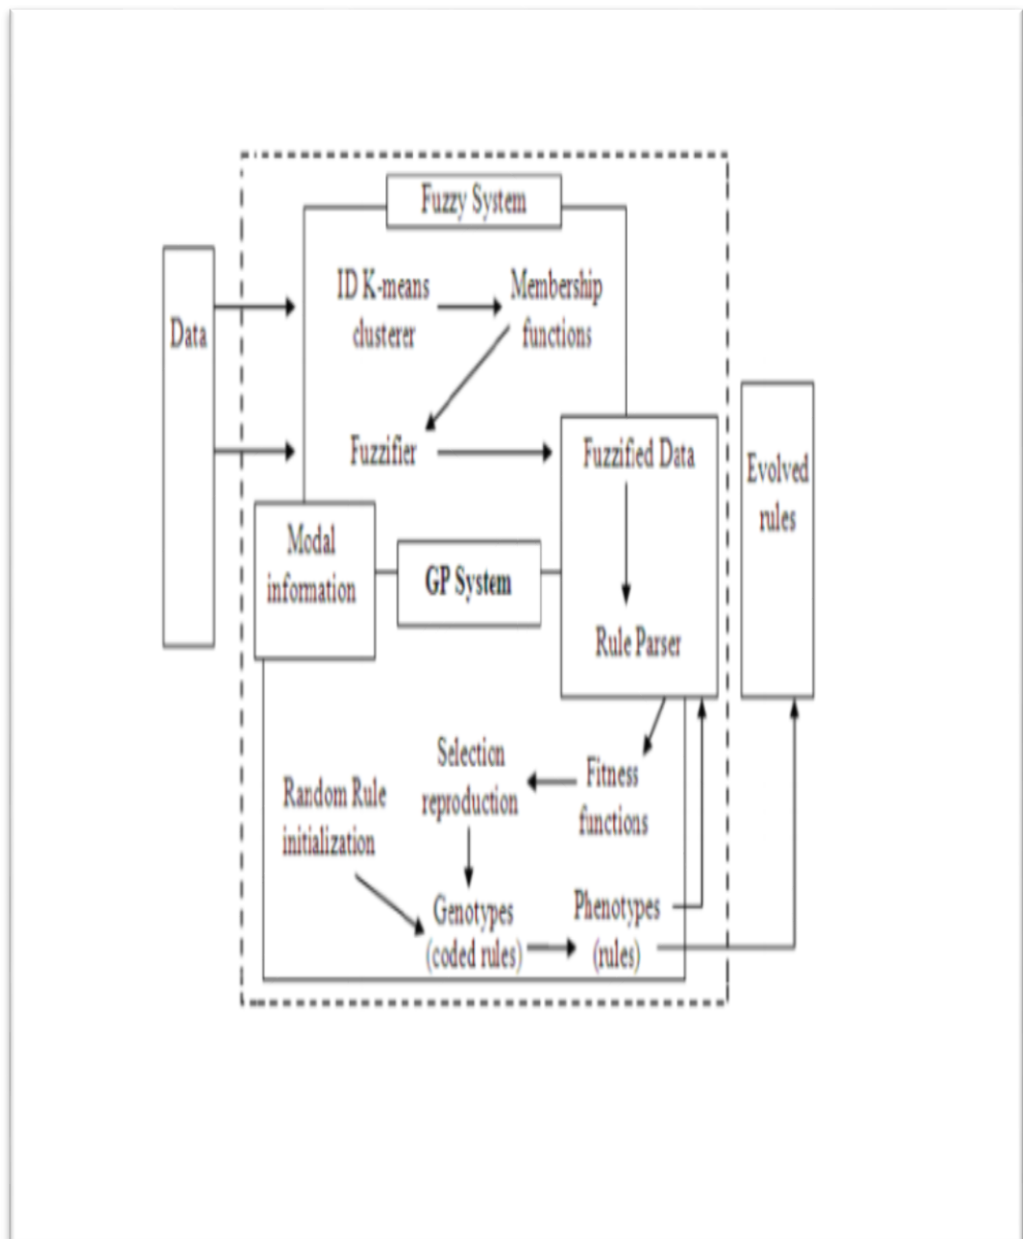 Fuzzy System
Data
ID K-means
clusterer
Membership
functions
Fuzzifier
Fuzzified Data
Rule Parser
Evolved
rules
Modal
information
GP System
Selection
reproduction
Fitness
functions
Random Rule
initialization
Genotypes
(coded rules)
Phenotypes
(rules)